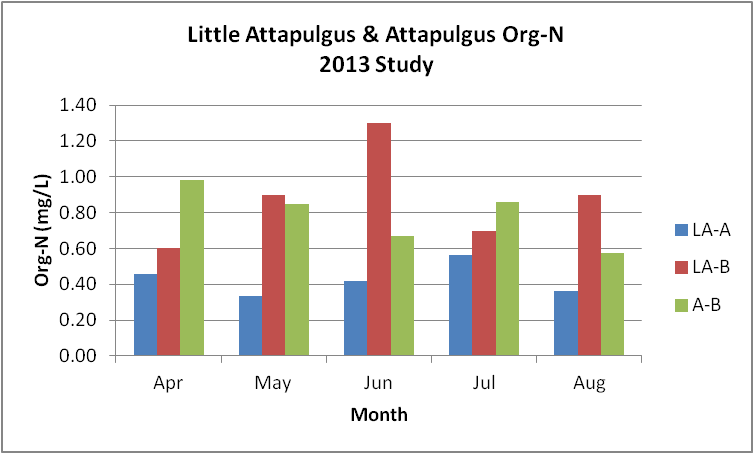 Little Attapulgus & Attapulgus Org-N
2013 Study
Org-N (mg/L)
1.40
1.20
1.00
0.80
0.60
0.40
0.20
0.00
Apr May Jun Jul Aug
Month
LA-A
LA-B
A-B